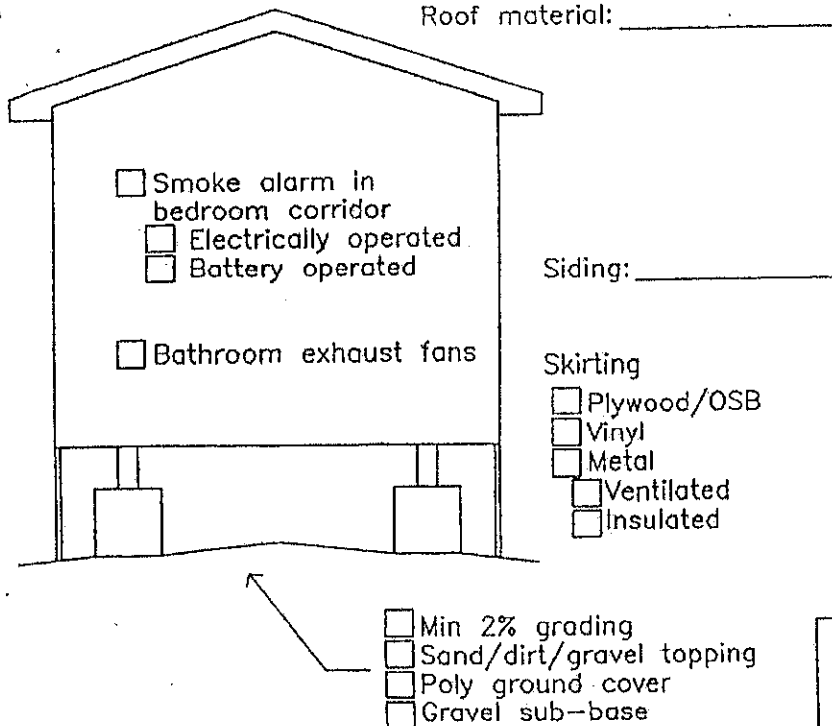 Roof material:
Smoke alarm in
bedroom corridor
Electrically operated
Battery operated
Siding:
Bathroom exhaust fans
Skirting
Plywood/OSB
Vinyl
Metal
Ventilated
Insulated
Min 2% grading
Sand/dirt/gravel topping
Poly ground cover
Gravel sub-base